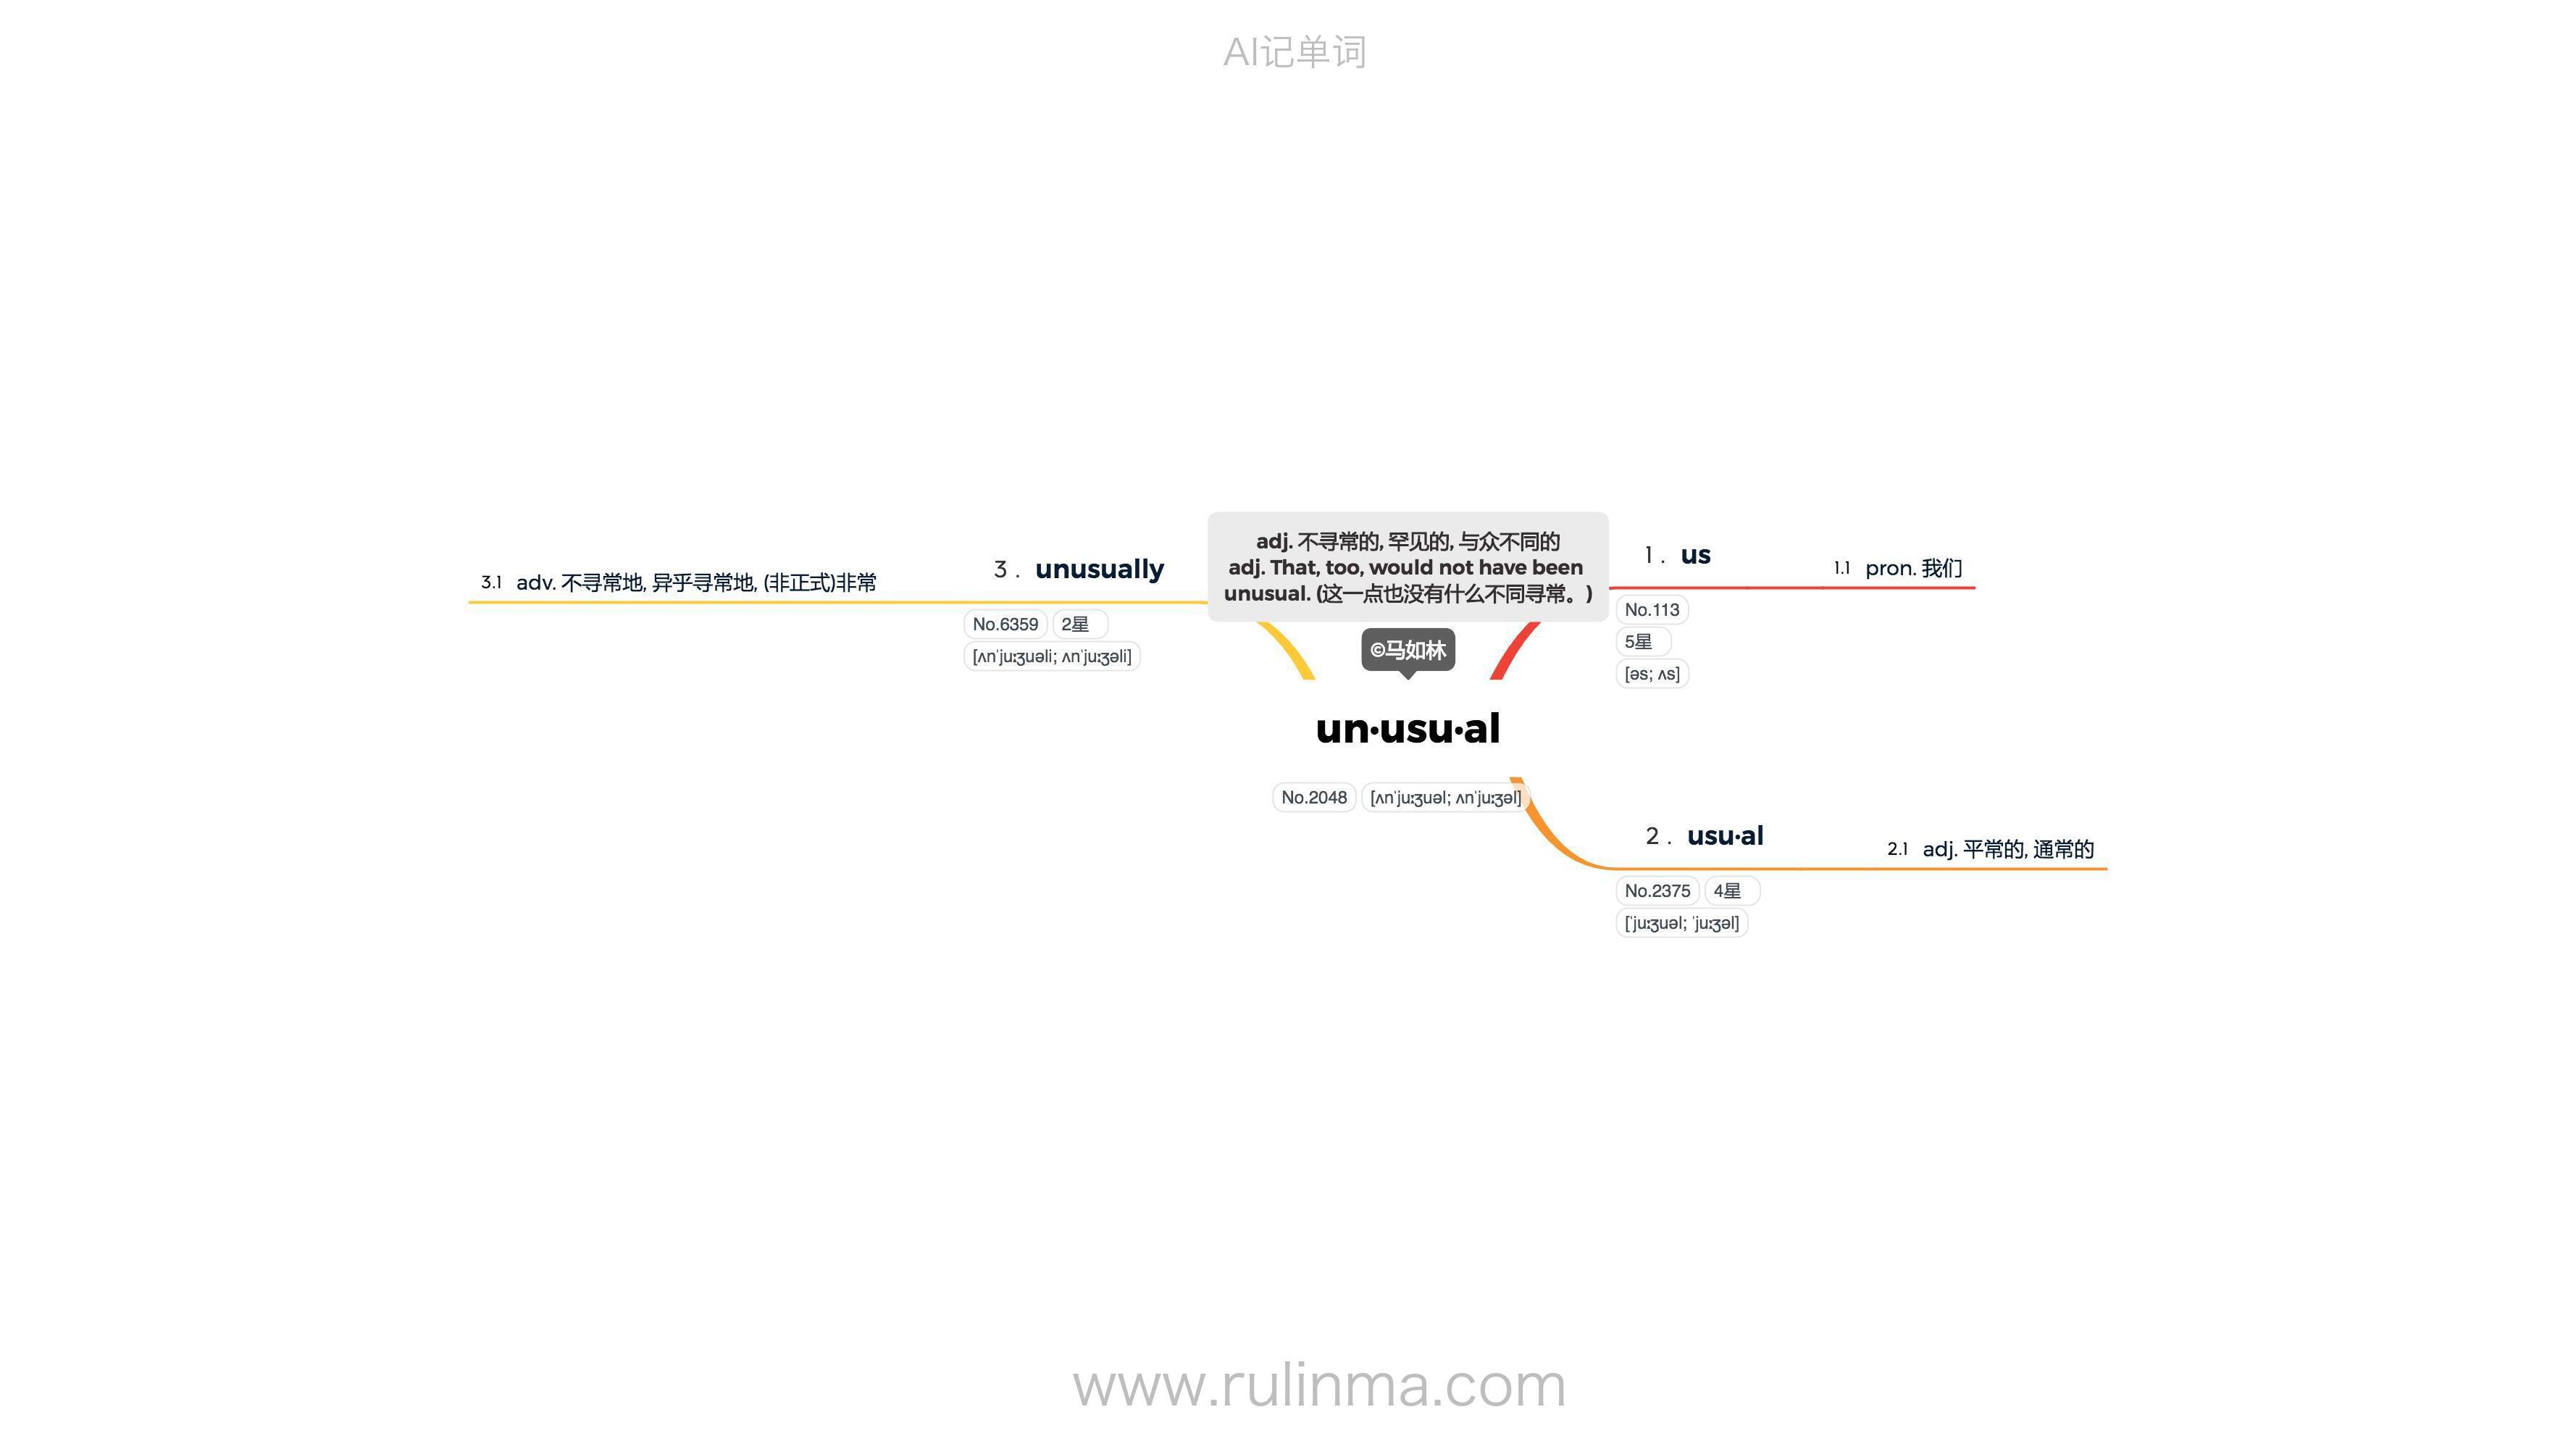 AI记单词
adj. 不寻常的, 罕见的, 与众不同的
adj. That, too, would not have been
unusual. (这一点也没有什么不同寻常。)
©马如林
un·usu·al
No.2048 [ʌnˈjuːʒuəl; ʌnˈjuːʒəl]
1. us
1.1 pron. 我们
No.113
5星
[əs; ʌs]
2. usu·al
2.1 adj. 平常的, 通常的
No.2375 4星
[ˈjuːʒuəl; ˈjuːʒəl]
3. unusually
3.1 adv. 不寻常地, 异乎寻常地, (非正式)非常
No.6359 2星
[ʌnˈjuːʒuəli; ʌnˈjuːʒəli]
www.rulinma.com